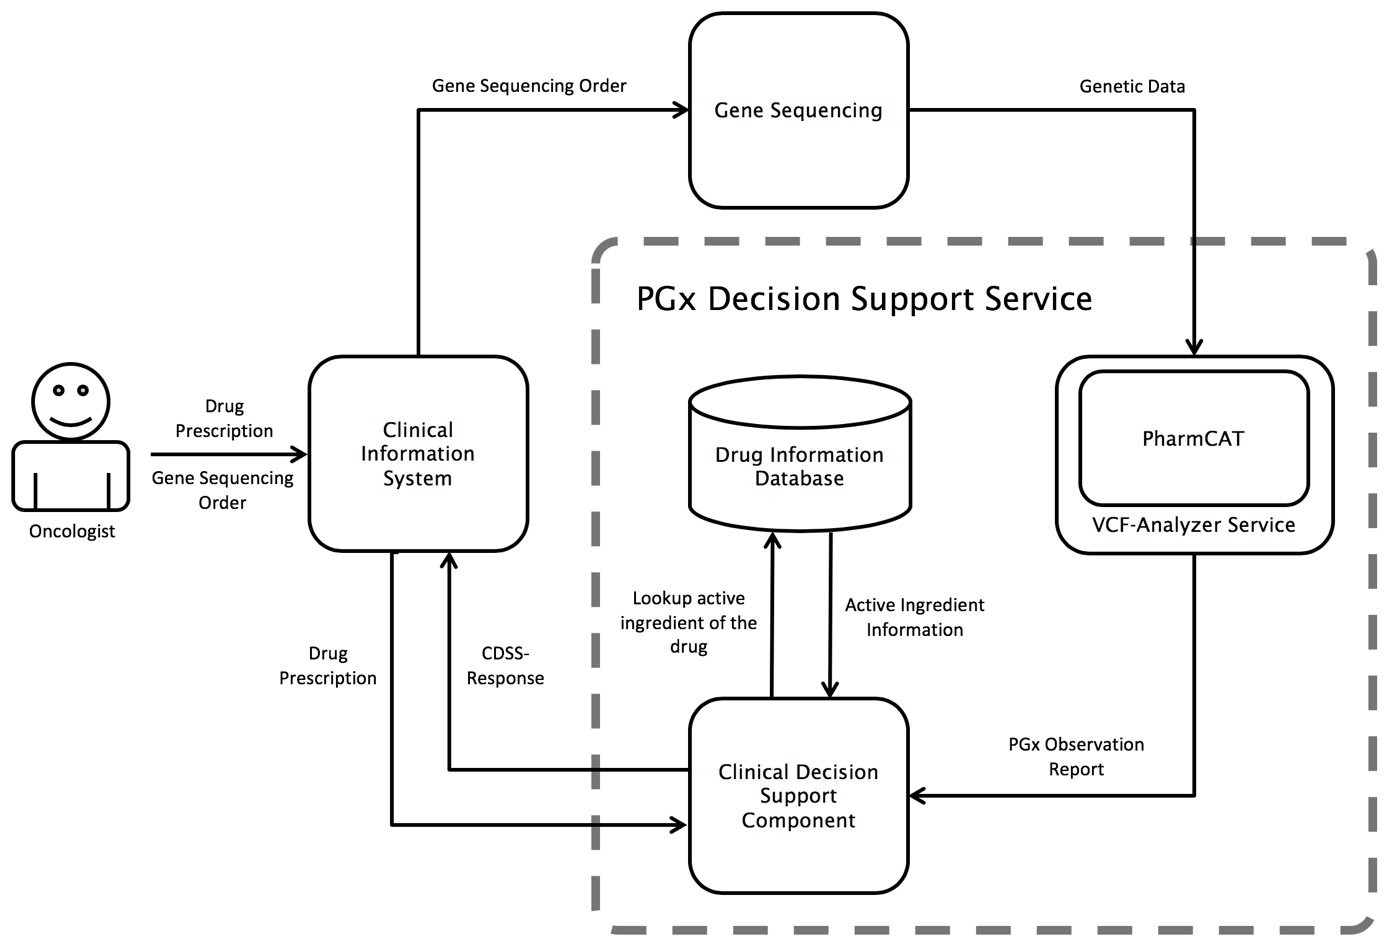 Gene Sequencing Order
Gene Sequencing
Genetic Data
PGx Decision Support Service
Drug
Prescription
Gene Sequencing
Order
Oncologist
Clinical
Information
System
Drug Information
Database
PharmCAT
VCF-Analyzer Service
Lookup active
ingredient of the
drug
Active Ingredient
Information
Drug
Prescription
CDSS-
Response
Clinical Decision
Support
Component
PGx Observation
Report